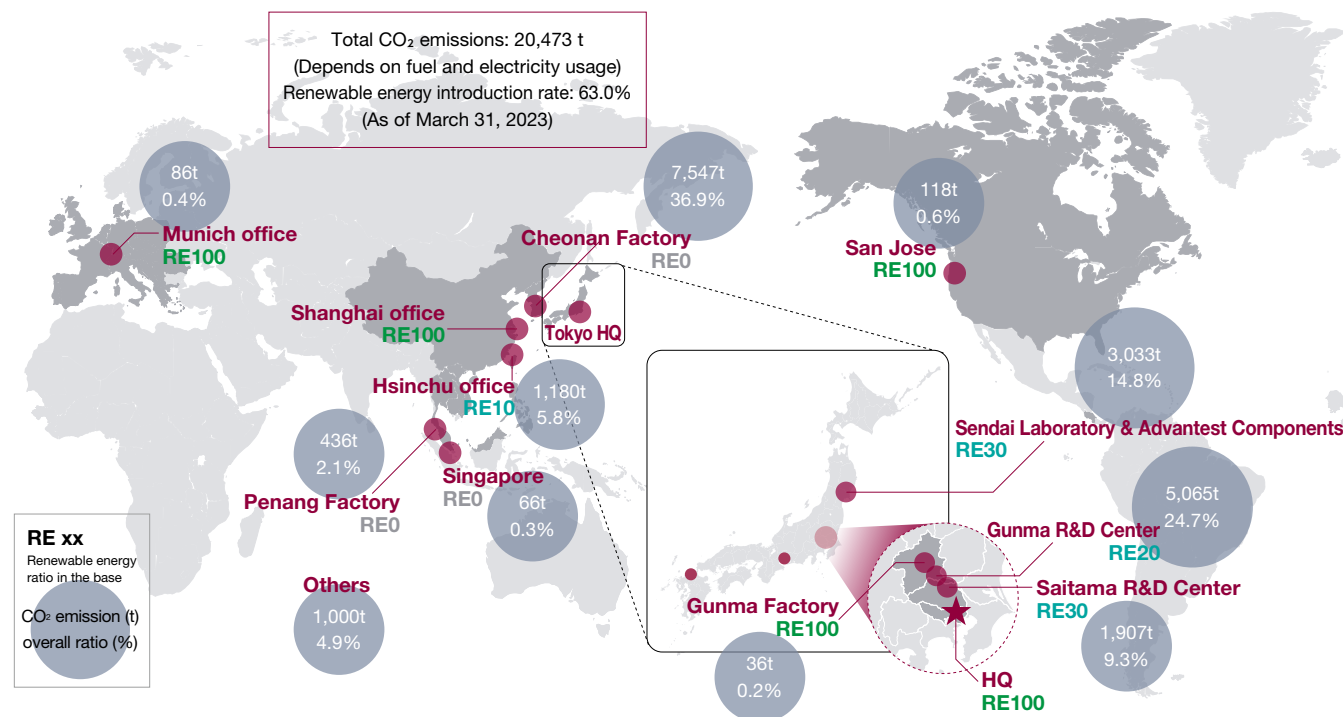 Total CO₂ emissions: 20,473 t
(Depends on fuel and electricity usage)
Renewable energy introduction rate: 63.0%
(As of March 31, 2023)
86t
0.4%
Munich office
RE100
7,547t
36.9%
Cheonan Factory
RE0
118t
0.6%
San Jose
RE100
Shanghai office
RE100
Tokyo HQ
Hsinchu office
RE10
1,180t
5.8%
3,033t
14.8%
Sendai Laboratory & Advantest Components
RE30
436t
2.1%
Penang Factory
RE0
Singapore
RE0
66t
0.3%
5,065t
24.7%
Gunma R&D Center
RE20
Saitama R&D Center
RE30
Gunma Factory
RE100
1,907t
9.3%
36t
0.2%
HQ
RE100
Others
1,000t
4.9%
RE xx
Renewable energy
ratio in the base
CO₂ emission (t)
overall ratio (%)